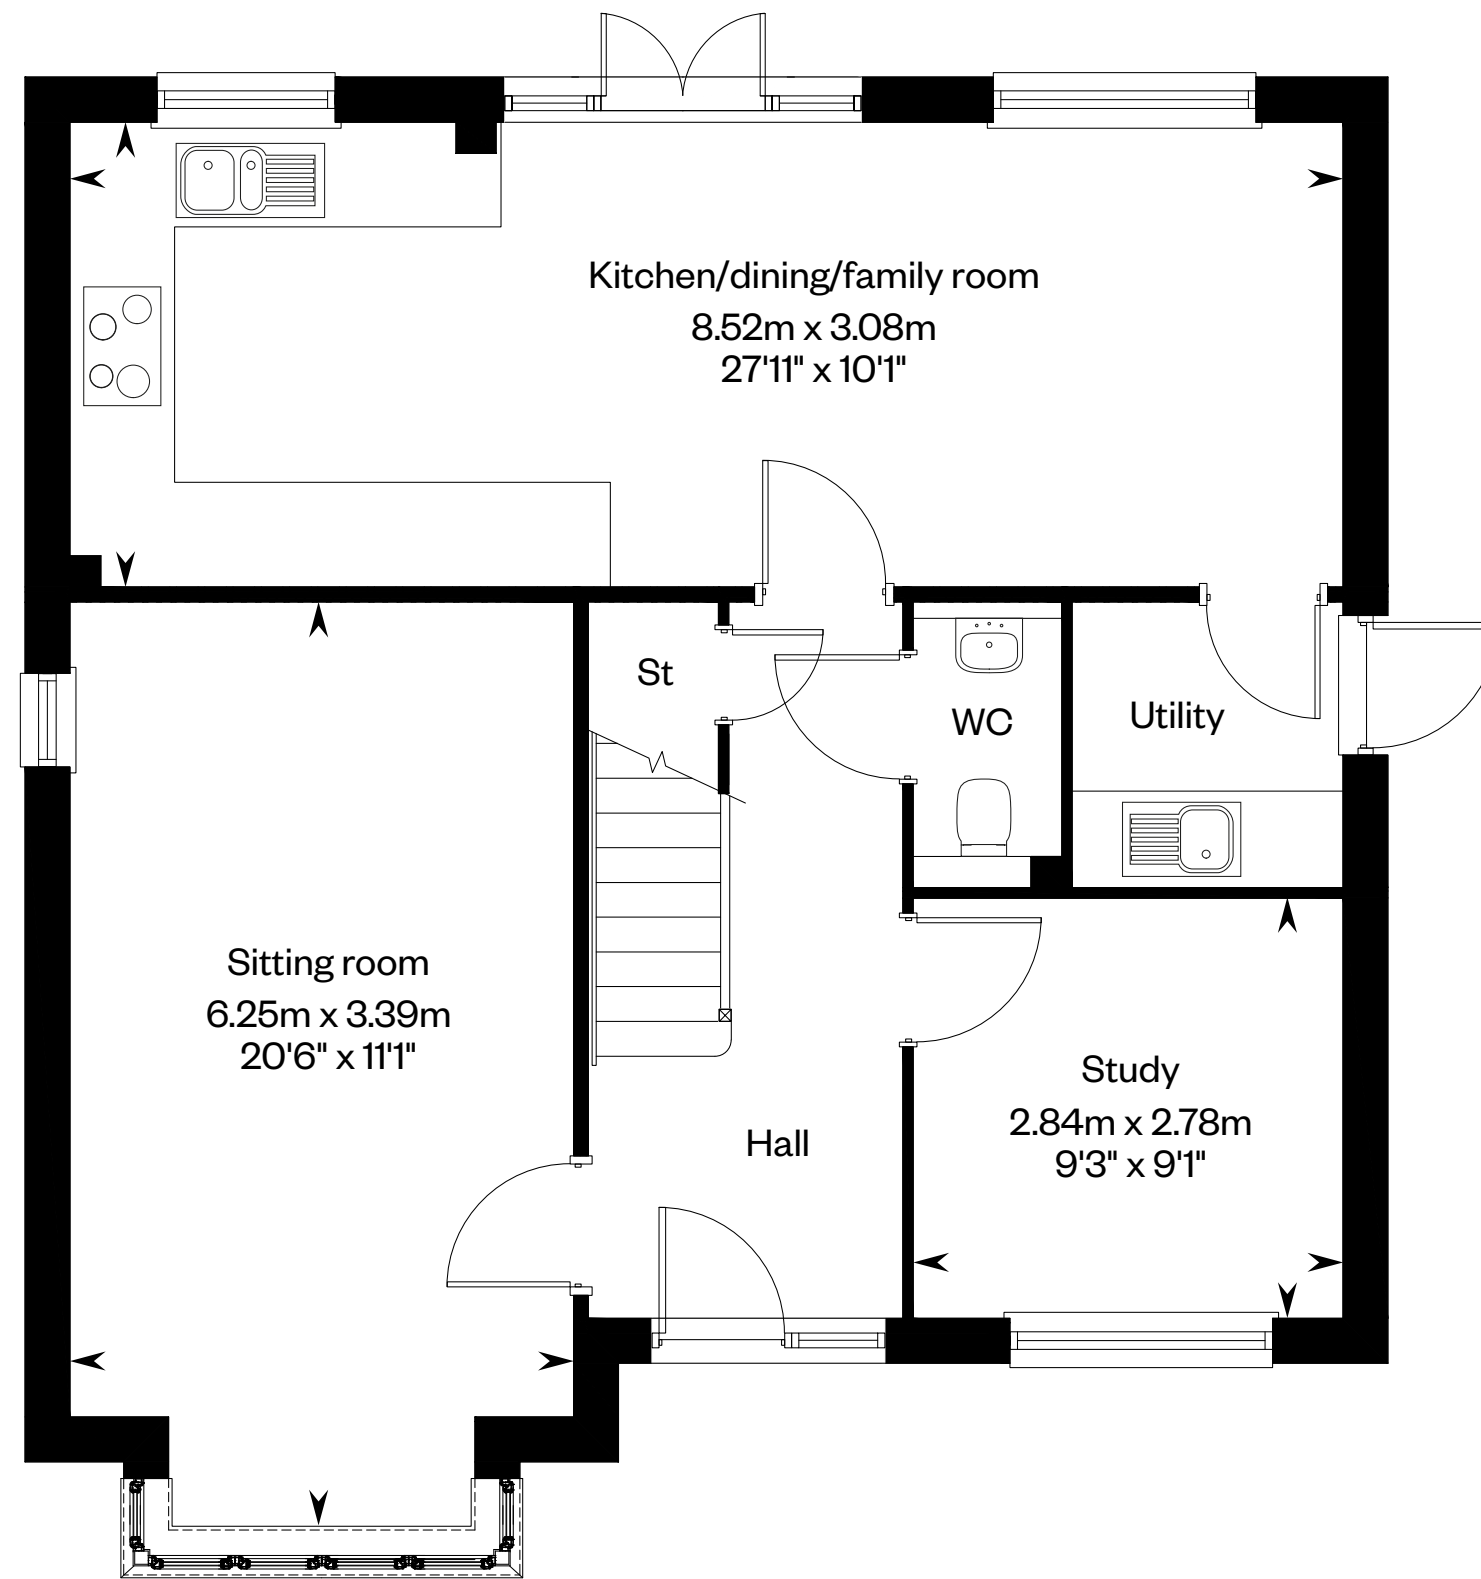 Kitchen/dining/family room
8.52m x 3.08m
27'11" x 10'1"
St
WC
Utility
Sitting room
6.25m x 3.39m
20'6" x 11'1"
Study
2.84m x 2.78m
9'3" x 9'1"
Hall